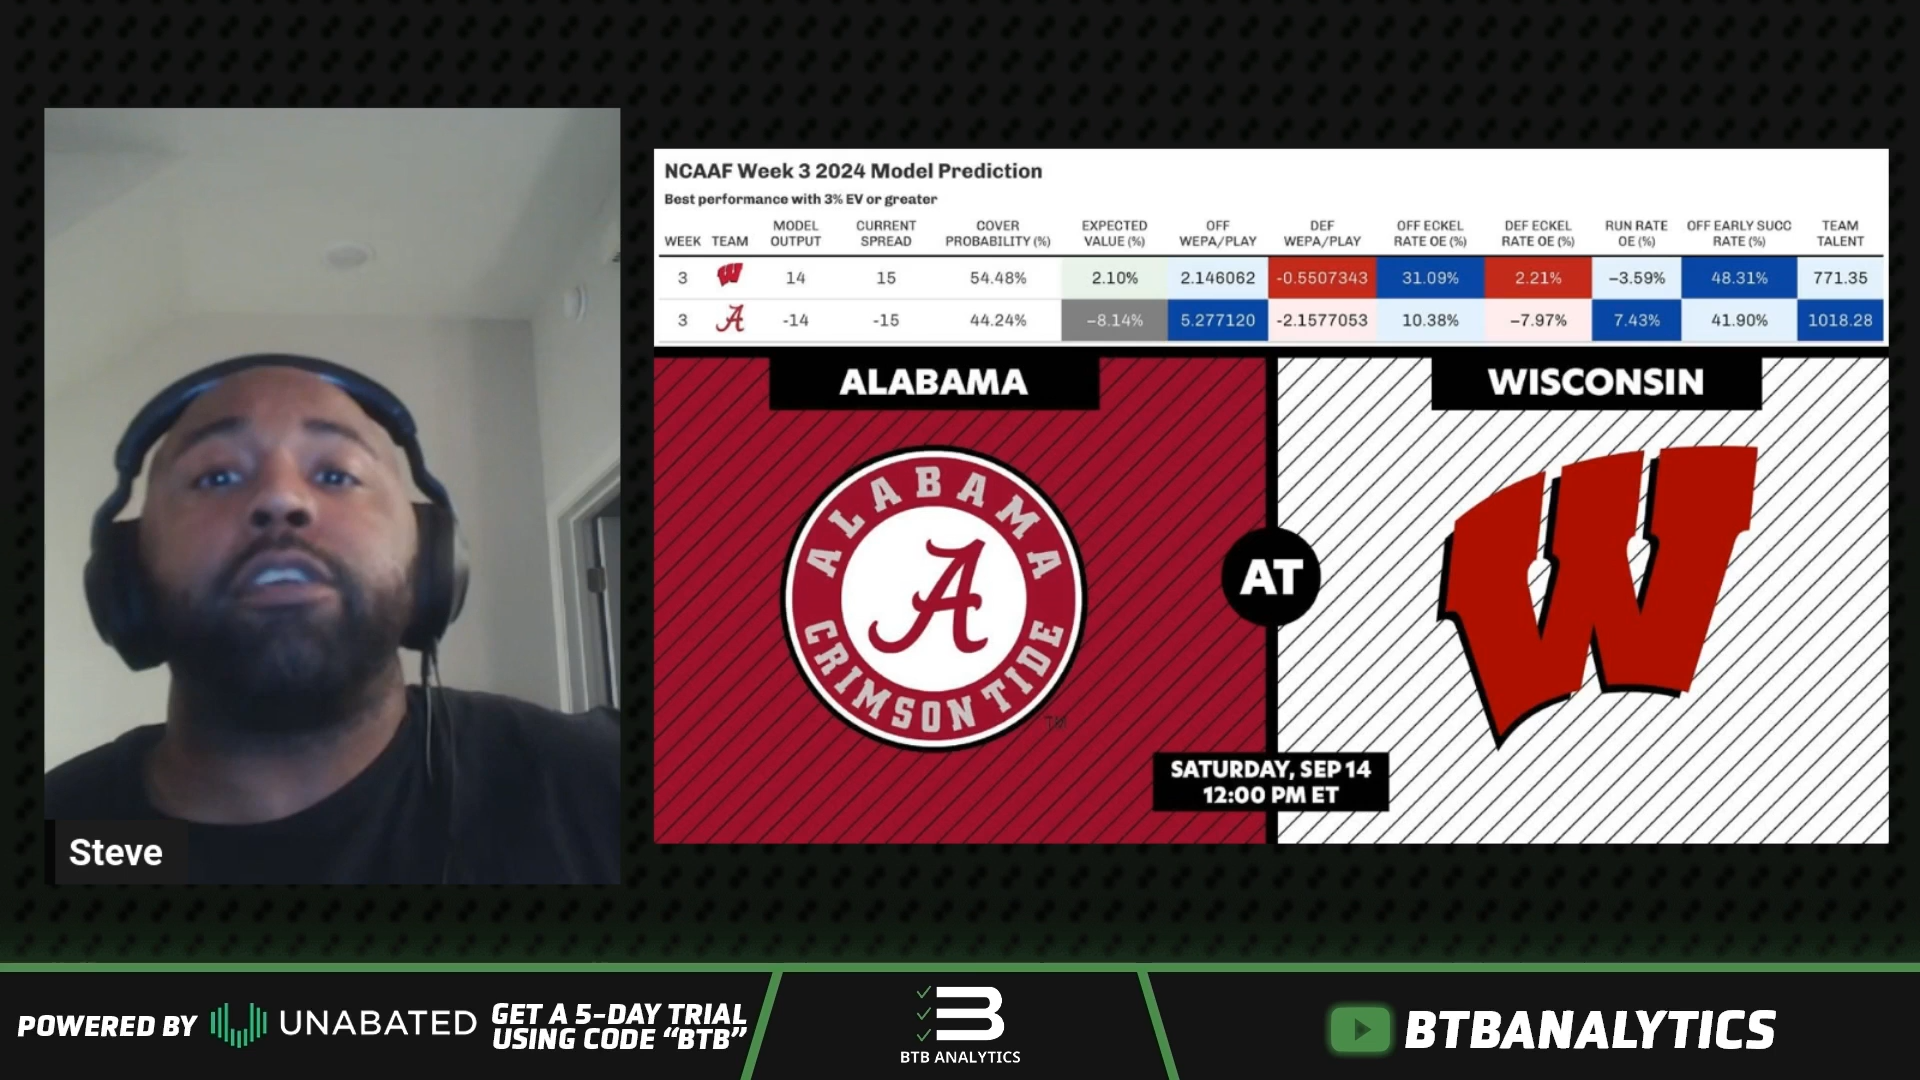 NCAAF Week 3 2024 Model Prediction
Best performance with 3% EV or greater
WEEK TEAM MODEL OUTPUT CURRENT SPREAD COVER PROBABILITY (%) EXPECTED VALUE (%) OFF WEPA/PLAY DEF WEPA/PLAY OFF ECKEL RATE OE (%) DEF ECKEL RATE OE (%) RUN RATE OE (%) OFF EARLY SUCC RATE (%) TEAM TALENT
3 W 14 15 54.48% 2.10% 2.146062 -0.5507343 31.09% 2.21% −3.59% 48.31% 771.35
3 A -14 -15 44.24% −8.14% 5.277120 -2.1577053 10.38% −7.97% 7.43% 41.90% 1018.28
ALABAMA
WISCONSIN
ALABAMA
A
CRIMSON TIDE
TM
AT
W
SATURDAY, SEP 14
12:00 PM ET
Steve
POWERED BY UNABATED
GET A 5-DAY TRIAL
USING CODE “BTB”
B
BTB ANALYTICS
BTBANALYTICS